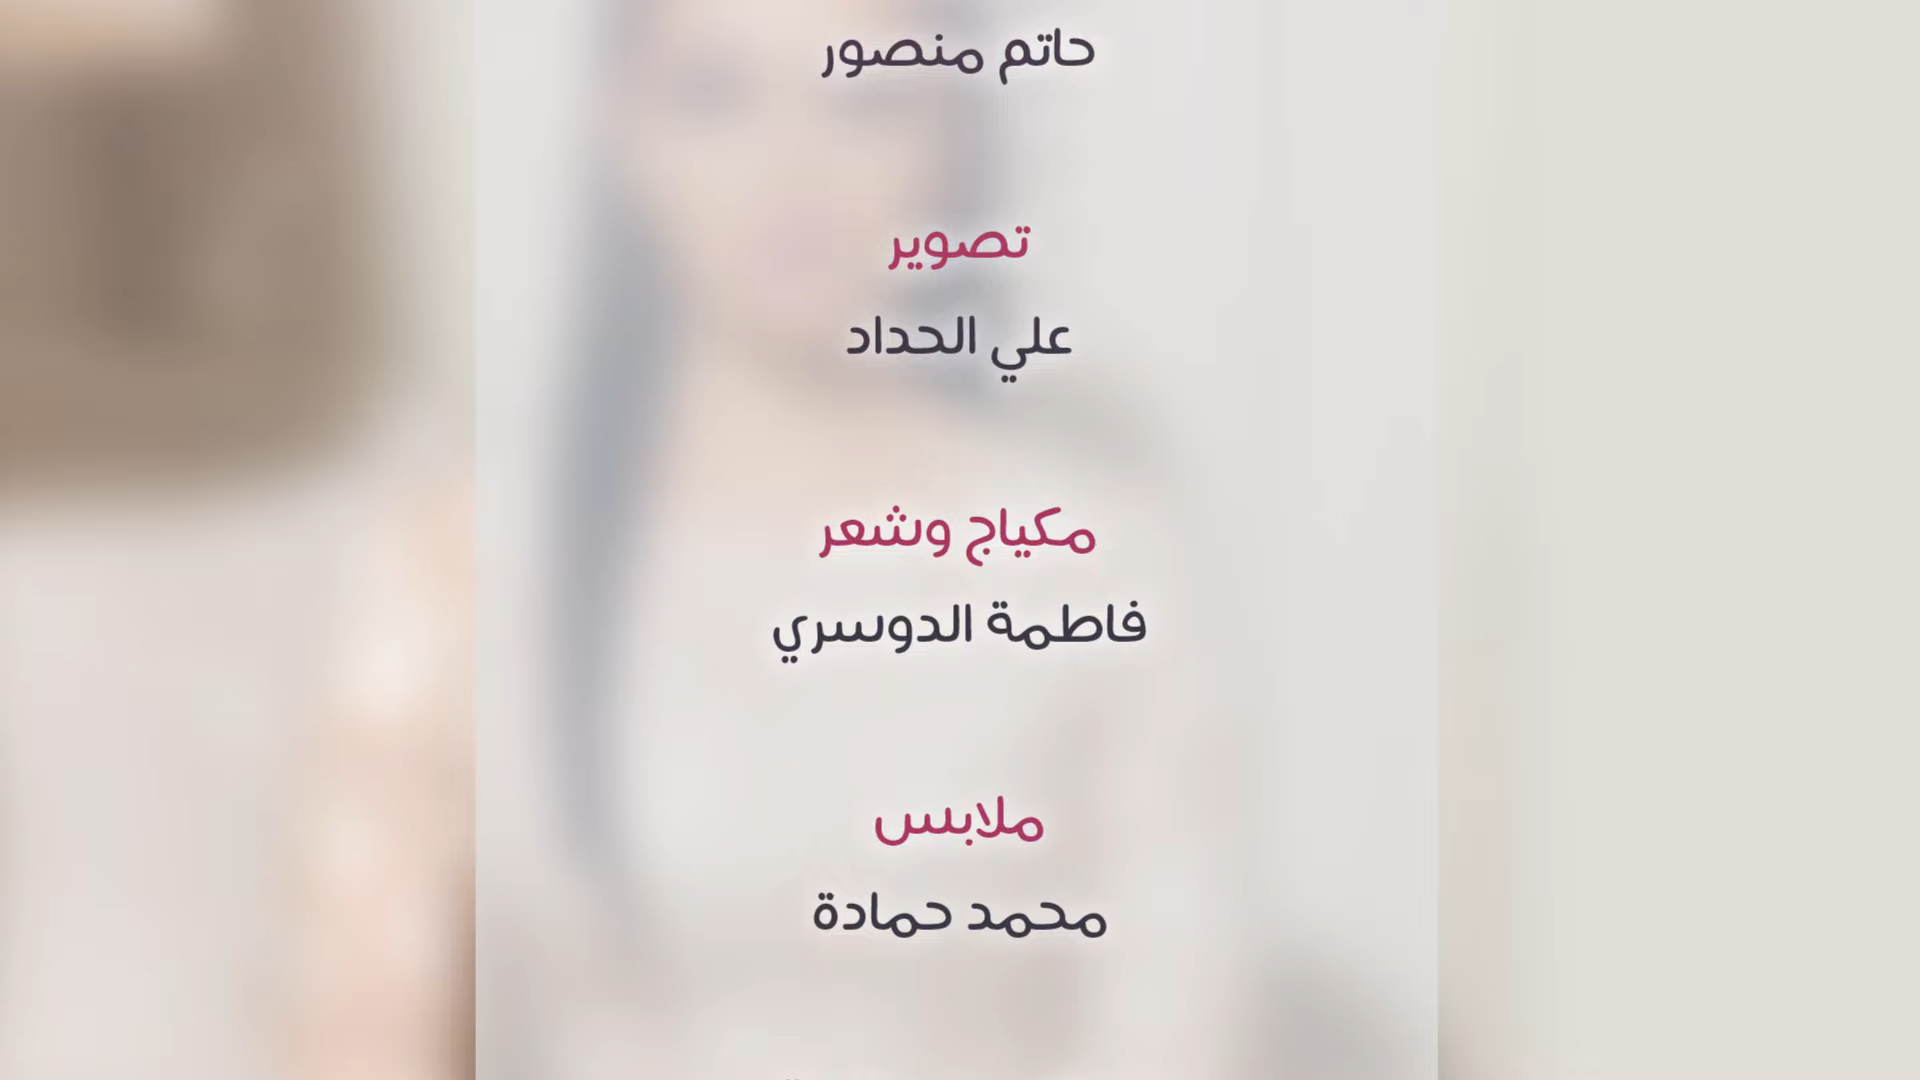 حاتم منصور
تصوير
علي الحداد
مكياج وشعر
فاطمة الدوسري
ملابس
محمد حمادة